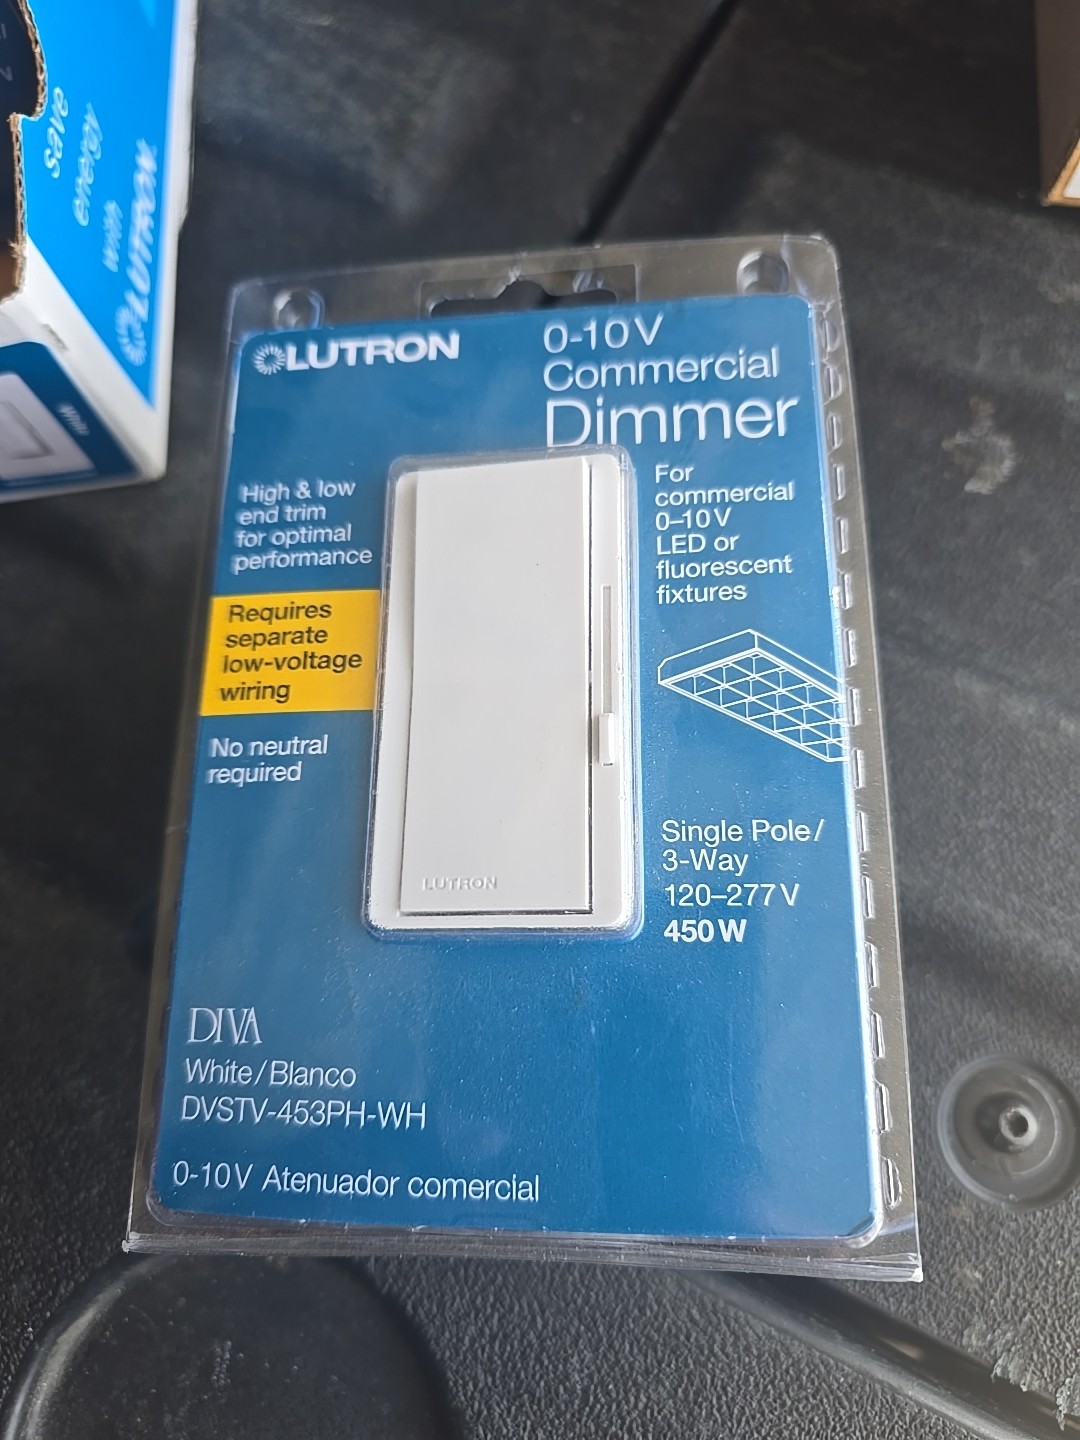 save
energy
with
LUTRON
White
LUTRON
0-10V
Commercial
Dimmer
High & low
end trim
for optimal
performance
Requires
separate
low-voltage
wiring
No neutral
required
For
commercial
0–10V
LED or
fluorescent
fixtures
Single Pole/
3-Way
120–277V
450W
LUTRON
DIVA
White/Blanco
DVSTV-453PH-WH
0-10V Atenuador comercial